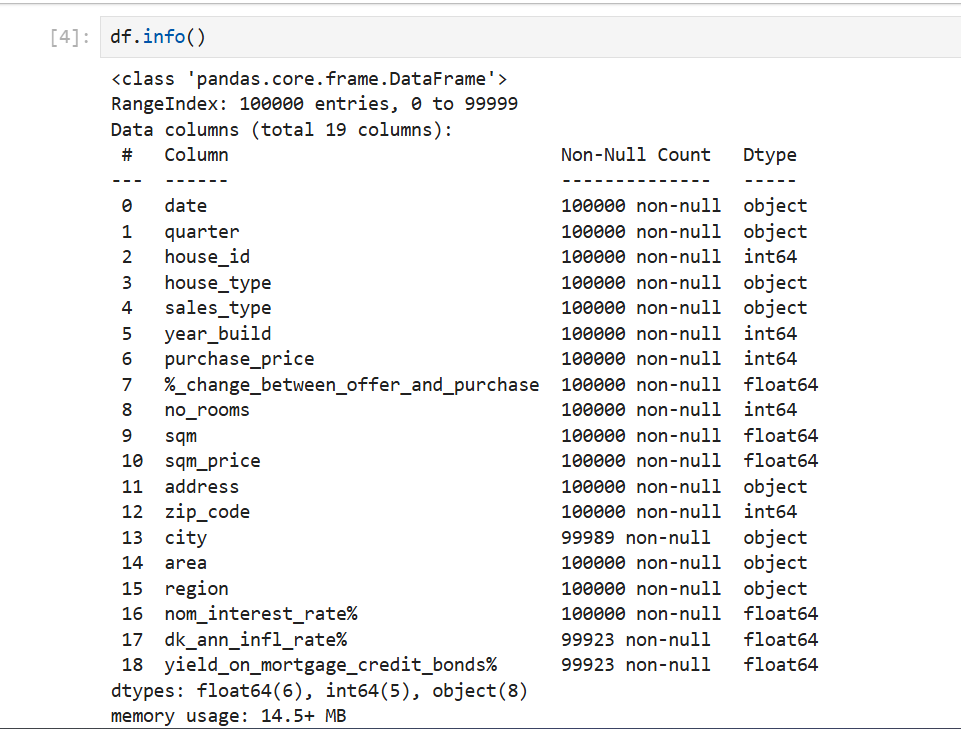 [4]: df.info()
<class 'pandas.core.frame.DataFrame'>
RangeIndex: 100000 entries, 0 to 99999
Data columns (total 19 columns):
 #   Column                              Non-Null Count   Dtype
---  ------                              --------------   -----
 0   date                                100000 non-null  object
 1   quarter                             100000 non-null  object
 2   house_id                            100000 non-null  int64
 3   house_type                          100000 non-null  object
 4   sales_type                          100000 non-null  object
 5   year_build                          100000 non-null  int64
 6   purchase_price                      100000 non-null  int64
 7   %_change_between_offer_and_purchase  100000 non-null  float64
 8   no_rooms                            100000 non-null  int64
 9   sqm                                 100000 non-null  float64
 10  sqm_price                           100000 non-null  float64
 11  address                             100000 non-null  object
 12  zip_code                            100000 non-null  int64
 13  city                                99989 non-null   object
 14  area                                100000 non-null  object
 15  region                              100000 non-null  object
 16  nom_interest_rate%                  100000 non-null  float64
 17  dk_ann_infl_rate%                   99923 non-null   float64
 18  yield_on_mortgage_credit_bonds%     99923 non-null   float64
dtypes: float64(6), int64(5), object(8)
memory usage: 14.5+ MB